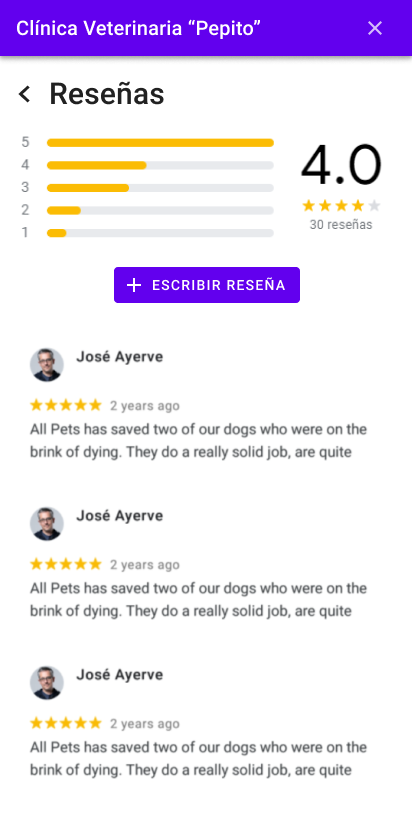 Clínica Veterinaria “Pepito”
Reseñas
5
4
3
2
1
4.0
30 reseñas
ESCRIBIR RESEÑA
José Ayerve
2 years ago
All Pets has saved two of our dogs who were on the
brink of dying. They do a really solid job, are quite
José Ayerve
2 years ago
All Pets has saved two of our dogs who were on the
brink of dying. They do a really solid job, are quite
José Ayerve
2 years ago
All Pets has saved two of our dogs who were on the
brink of dying. They do a really solid job, are quite